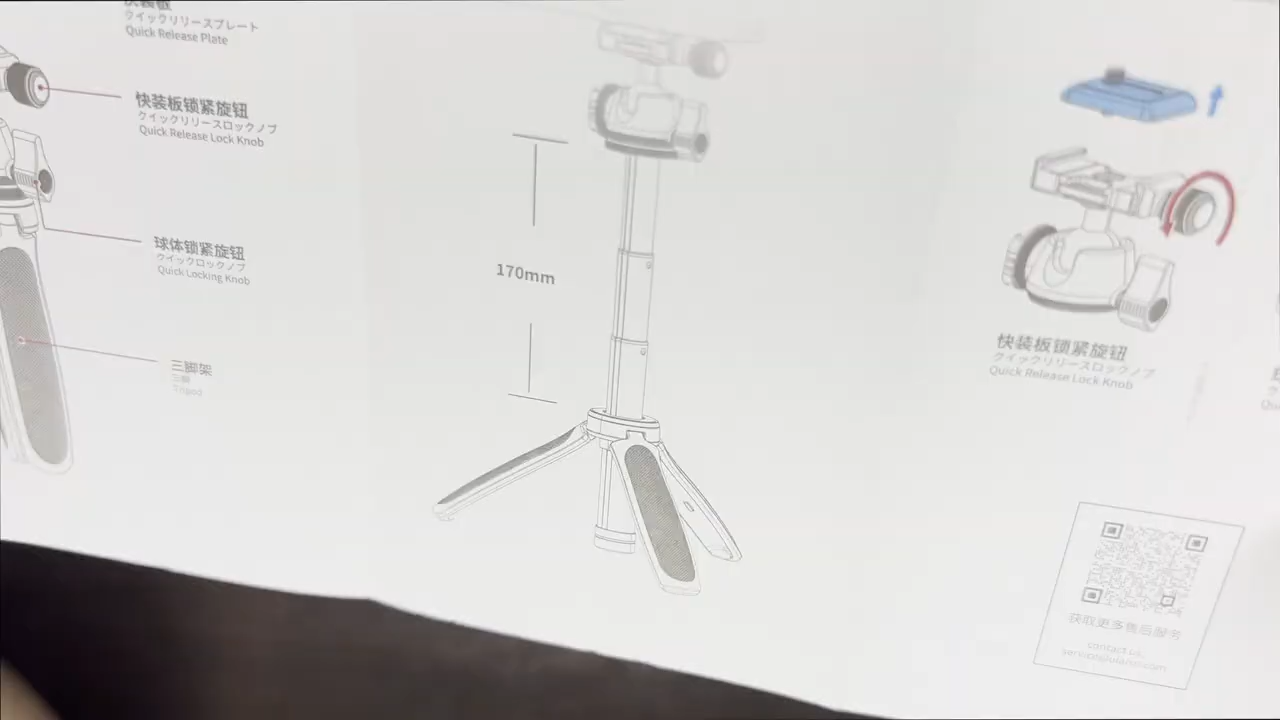 快装板
クイックリリースプレート
Quick Release Plate
快装板锁紧旋钮
クイックリリースロックノブ
Quick Release Lock Knob
球体锁紧旋钮
クイックロックノブ
Quick Locking Knob
三脚架
三脚
Tripod
170mm
快装板锁紧旋钮
クイックリリースロックノブ
Quick Release Lock Knob
获取更多售后服务
contact us: